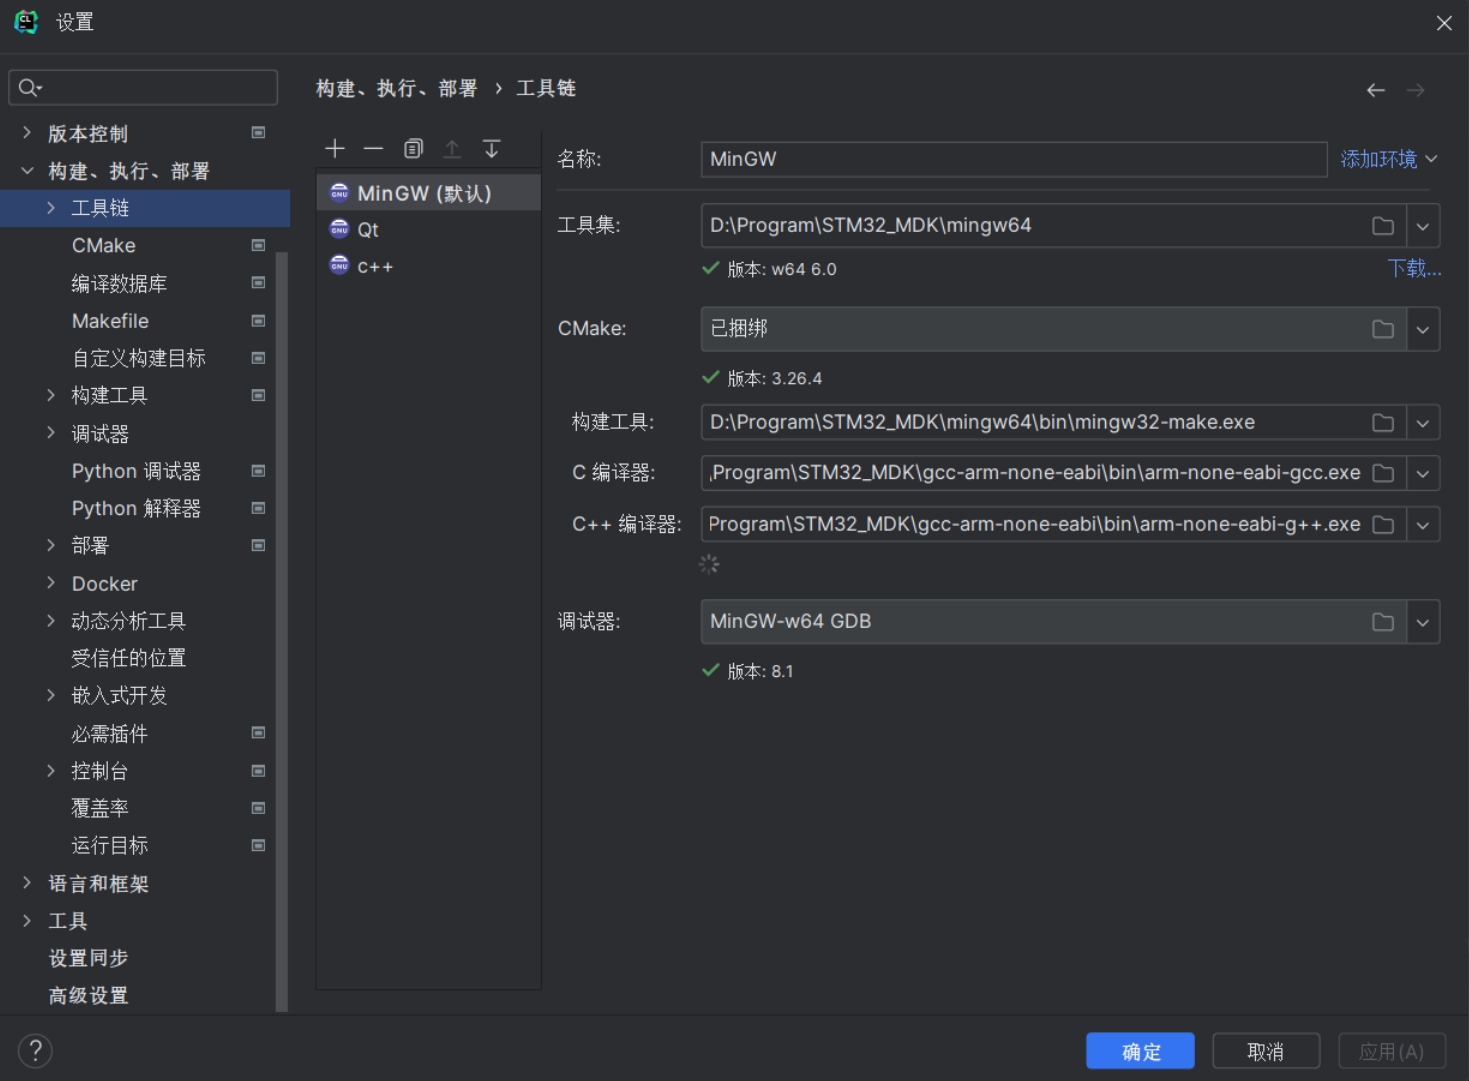 设置
构建、执行、部署 › 工具链
版本控制
构建、执行、部署
工具链
CMake
编译数据库
Makefile
自定义构建目标
构建工具
调试器
Python 调试器
Python 解释器
部署
Docker
动态分析工具
受信任的位置
嵌入式开发
必需插件
控制台
覆盖率
运行目标
语言和框架
工具
设置同步
高级设置
MinGW (默认)
Qt
c++
名称: MinGW 添加环境
工具集: D:\Program\STM32_MDK\mingw64
版本: w64 6.0 下载...
CMake: 已捆绑
版本: 3.26.4
构建工具: D:\Program\STM32_MDK\mingw64\bin\mingw32-make.exe
C 编译器: \Program\STM32_MDK\gcc-arm-none-eabi\bin\arm-none-eabi-gcc.exe
C++ 编译器: Program\STM32_MDK\gcc-arm-none-eabi\bin\arm-none-eabi-g++.exe
调试器: MinGW-w64 GDB
版本: 8.1
? 确定 取消 应用(A)